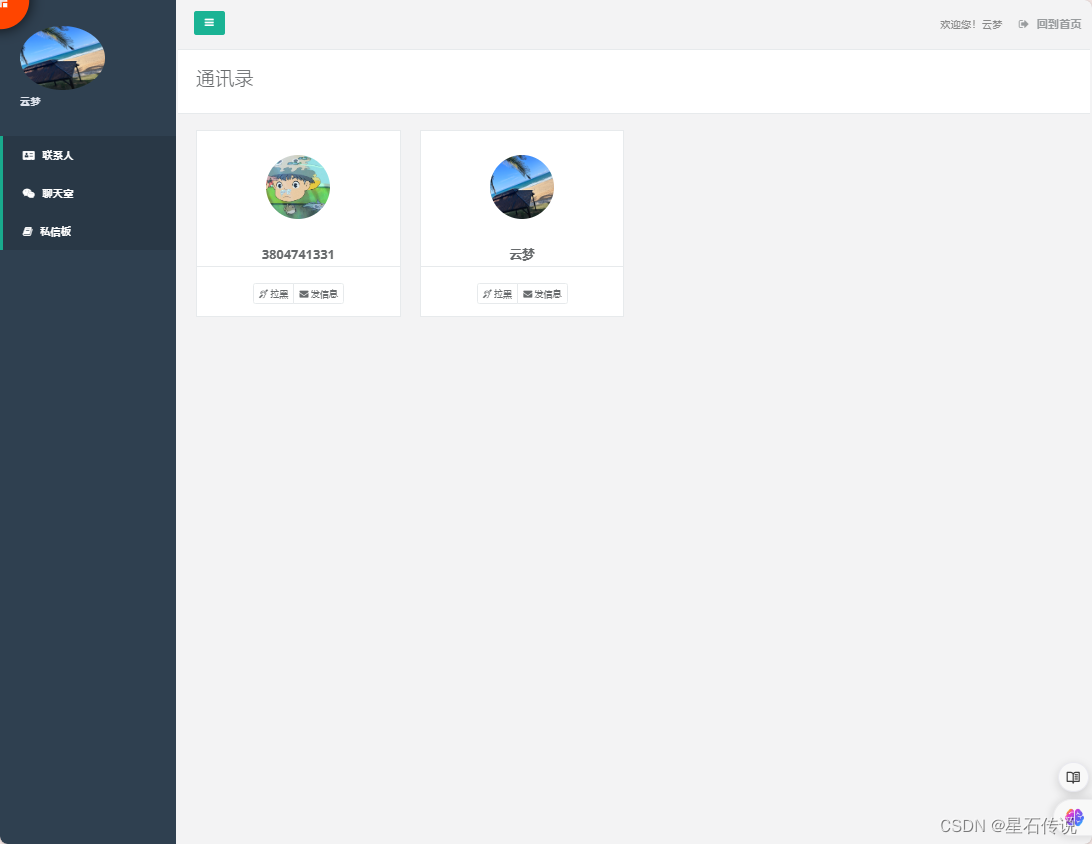 欢迎您！云梦 回到首页
云梦
联系人
聊天室
私信板
通讯录
3804741331
拉黑 发信息
云梦
拉黑 发信息
CSDN @星石传说